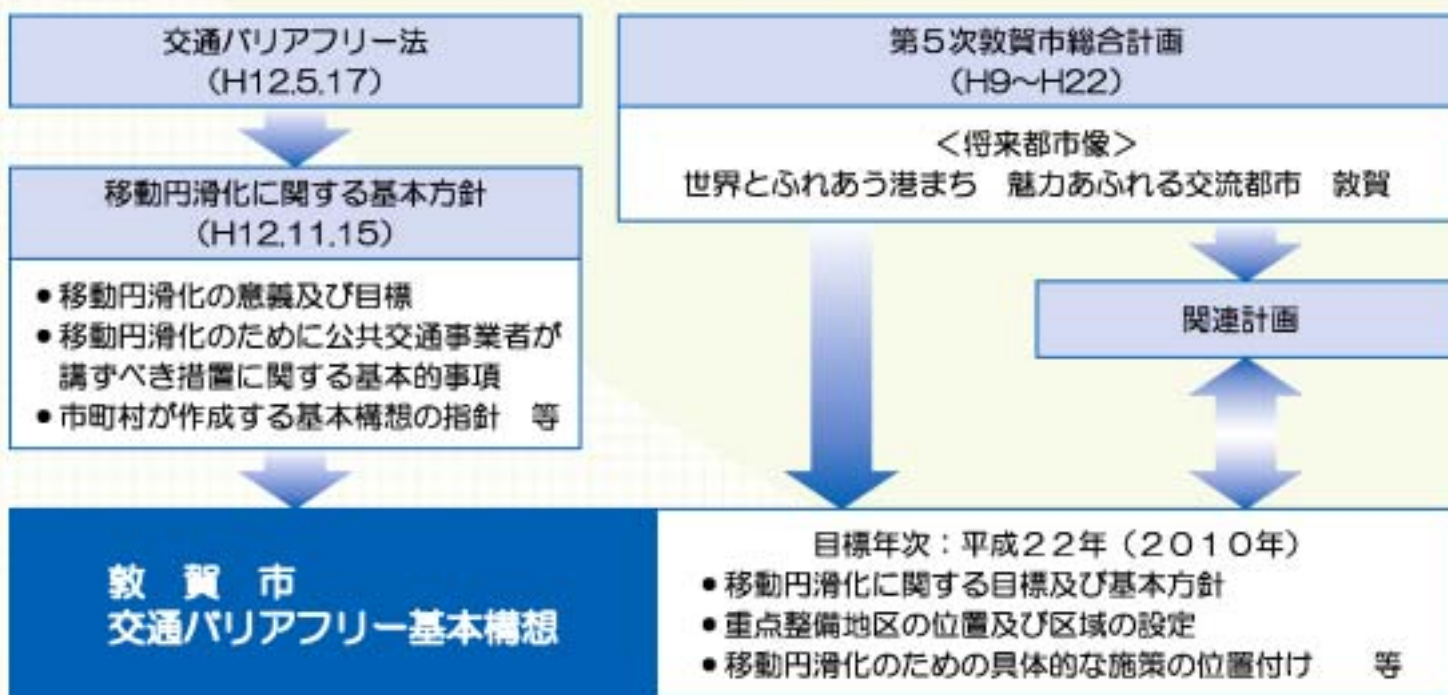 交通バリアフリー法
（H12.5.17）
移動円滑化に関する基本方針
（H12.11.15）
●移動円滑化の意義及び目標
●移動円滑化のために公共交通事業者が
講ずべき措置に関する基本的事項
●市町村が作成する基本構想の指針　等
第５次敦賀市総合計画
（H9〜H22）
＜将来都市像＞
世界とふれあう港まち　魅力あふれる交流都市　敦賀
関連計画
敦　賀　市
交通バリアフリー基本構想
目標年次：平成２２年（２０１０年）
●移動円滑化に関する目標及び基本方針
●重点整備地区の位置及び区域の設定
●移動円滑化のための具体的な施策の位置付け　　等